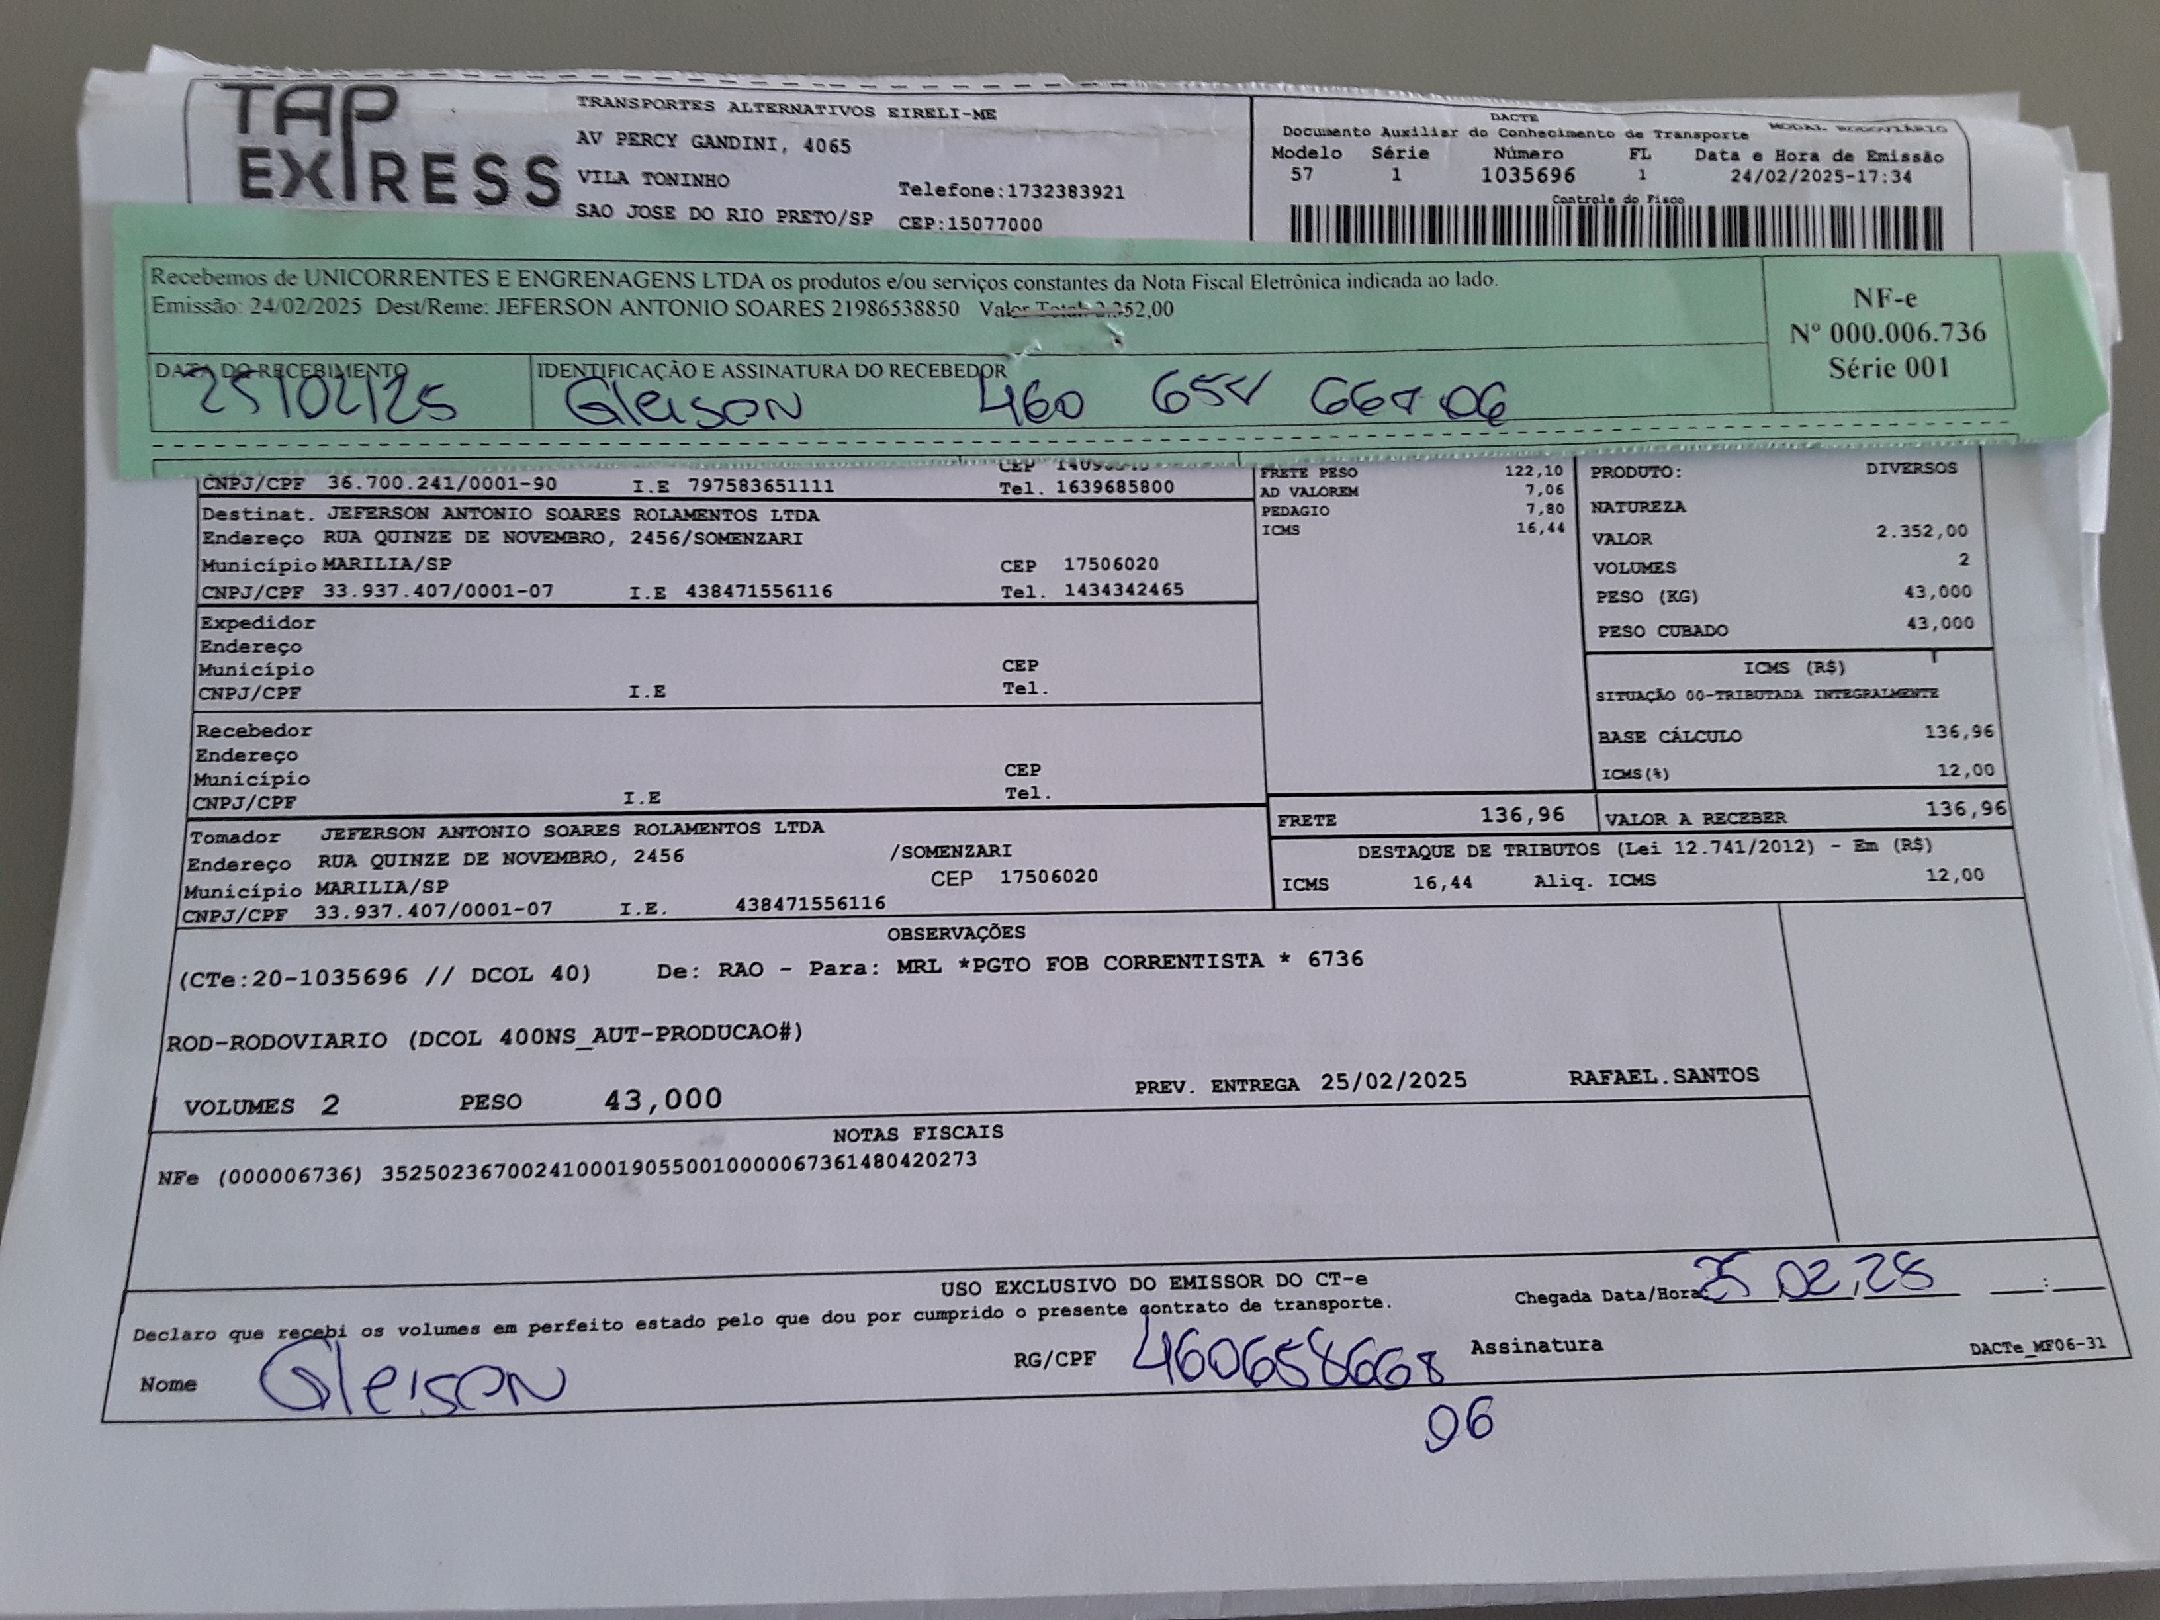 TAP EXPRESS
TRANSPORTES ALTERNATIVOS EIRELI-ME
AV PERCY GANDINI, 4065
VILA TONINHO Telefone:1732383921
SAO JOSE DO RIO PRETO/SP CEP:15077000
DACTE
Documento Auxiliar do Conhecimento de Transporte MODAL RODOVIÁRIO
Modelo Série Número FL Data e Hora de Emissão
57 1 1035696 1 24/02/2025-17:34
Controle do Fisco
Recebemos de UNICORRENTES E ENGRENAGENS LTDA os produtos e/ou serviços constantes da Nota Fiscal Eletrônica indicada ao lado.
Emissão: 24/02/2025 Dest/Reme: JEFERSON ANTONIO SOARES 21986538850 Valor Total: 2.352,00
NF-e
Nº 000.006.736
Série 001
DATA DO RECEBIMENTO IDENTIFICAÇÃO E ASSINATURA DO RECEBEDOR
25/02/25 Gleison 460 06
CEP
CNPJ/CPF 36.700.241/0001-90 I.E 797583651111 Tel. 1639685800
Destinat. JEFERSON ANTONIO SOARES ROLAMENTOS LTDA
Endereço RUA QUINZE DE NOVEMBRO, 2456/SOMENZARI
Município MARILIA/SP CEP 17506020
CNPJ/CPF 33.937.407/0001-07 I.E 438471556116 Tel. 1434342465
Expedidor
Endereço
Município CEP
CNPJ/CPF I.E Tel.
Recebedor
Endereço
Município CEP
CNPJ/CPF I.E Tel.
Tomador JEFERSON ANTONIO SOARES ROLAMENTOS LTDA
Endereço RUA QUINZE DE NOVEMBRO, 2456 /SOMENZARI
Município MARILIA/SP CEP 17506020
CNPJ/CPF 33.937.407/0001-07 I.E. 438471556116
FRETE PESO 122,10
AD VALOREM 7,06
PEDAGIO 7,80
ICMS 16,44
PRODUTO: DIVERSOS
NATUREZA
VALOR 2.352,00
VOLUMES 2
PESO (KG) 43,000
PESO CUBADO 43,000
ICMS (R$)
SITUAÇÃO 00-TRIBUTADA INTEGRALMENTE
BASE CÁLCULO 136,96
ICMS(%) 12,00
FRETE 136,96 VALOR A RECEBER 136,96
DESTAQUE DE TRIBUTOS (Lei 12.741/2012) - Em (R$)
ICMS 16,44 Aliq. ICMS 12,00
OBSERVAÇÕES
(CTe:20-1035696 // DCOL 40) De: RAO - Para: MRL *PGTO FOB CORRENTISTA * 6736
ROD-RODOVIARIO (DCOL 400NS_AUT-PRODUCAO#)
VOLUMES 2 PESO 43,000 PREV. ENTREGA 25/02/2025 RAFAEL.SANTOS
NOTAS FISCAIS
NFe (000006736) 35250236700241000190550010000067361480420273
USO EXCLUSIVO DO EMISSOR DO CT-e
Declaro que recebi os volumes em perfeito estado pelo que dou por cumprido o presente contrato de transporte.
Chegada Data/Hora: 25 02,28 :
Nome Gleison RG/CPF 4606586668 Assinatura
06
DACTe_MF06-31